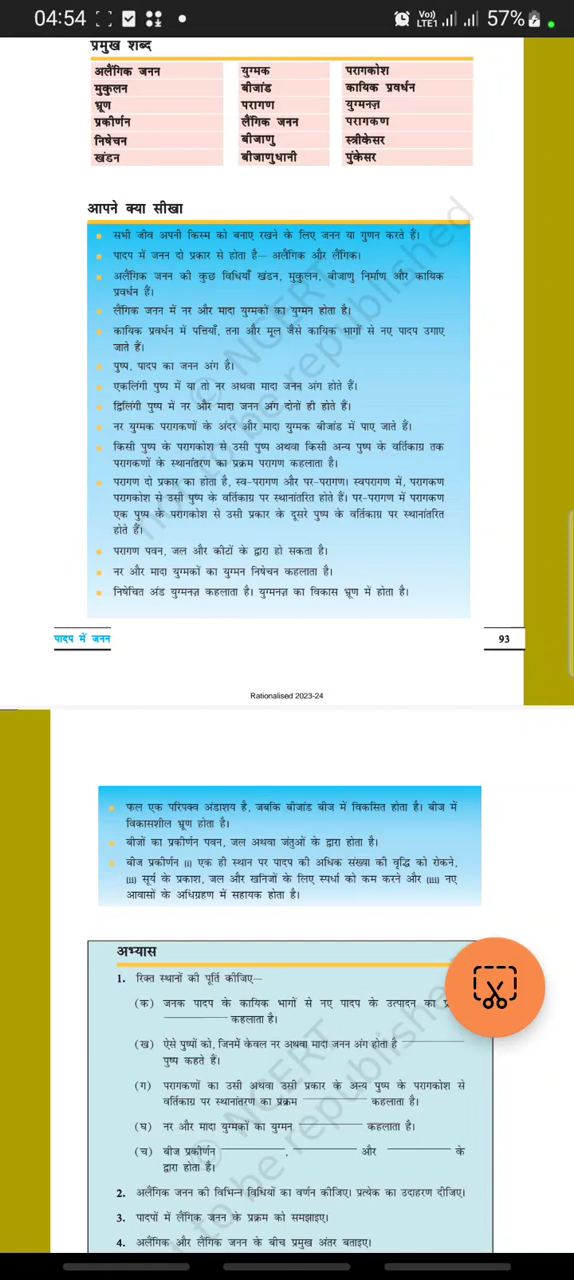 04:54
Vo)) LTE1 57%
प्रमुख शब्द
अलैंगिक जनन युग्मक परागकोश
मुकुलन बीजांड कायिक प्रवर्धन
भ्रूण परागण युग्मनज़
प्रकीर्णन लैंगिक जनन परागकण
निषेचन बीजाणु स्त्रीकेसर
खंडन बीजाणुधानी पुंकेसर
आपने क्या सीखा
सभी जीव अपनी किस्म को बनाए रखने के लिए जनन या गुणन करते हैं।
पादप में जनन दो प्रकार से होता है— अलैंगिक और लैंगिक।
अलैंगिक जनन की कुछ विधियाँ खंडन, मुकुलन, बीजाणु निर्माण और कायिक
प्रवर्धन हैं।
लैंगिक जनन में नर और मादा युग्मकों का युग्मन होता है।
कायिक प्रवर्धन में पत्तियाँ, तना और मूल जैसे कायिक भागों से नए पादप उगाए
जाते हैं।
पुष्प, पादप का जनन अंग है।
एकलिंगी पुष्प में या तो नर अथवा मादा जनन अंग होते हैं।
द्विलिंगी पुष्प में नर और मादा जनन अंग दोनों ही होते हैं।
नर युग्मक परागकणों के अंदर और मादा युग्मक बीजांड में पाए जाते हैं।
किसी पुष्प के परागकोश से उसी पुष्प अथवा किसी अन्य पुष्प के वर्तिकाग्र तक
परागकणों के स्थानांतरण का प्रक्रम परागण कहलाता है।
परागण दो प्रकार का होता है, स्व-परागण और पर-परागण। स्वपरागण में, परागकण
परागकोश से उसी पुष्प के वर्तिकाग्र पर स्थानांतरित होते हैं। पर-परागण में परागकण
एक पुष्प के परागकोश से उसी प्रकार के दूसरे पुष्प के वर्तिकाग्र पर स्थानांतरित
होते हैं।
परागण पवन, जल और कीटों के द्वारा हो सकता है।
नर और मादा युग्मकों का युग्मन निषेचन कहलाता है।
निषेचित अंड युग्मनज़ कहलाता है। युग्मनज़ का विकास भ्रूण में होता है।
© NCERT
not to be republished
पादप में जनन 93
Rationalised 2023-24
फल एक परिपक्व अंडाशय है, जबकि बीजांड बीज में विकसित होता है। बीज में
विकासशील भ्रूण होता है।
बीजों का प्रकीर्णन पवन, जल अथवा जंतुओं के द्वारा होता है।
बीज प्रकीर्णन (i) एक ही स्थान पर पादप की अधिक संख्या की वृद्धि को रोकने,
(ii) सूर्य के प्रकाश, जल और खनिजों के लिए स्पर्धा को कम करने और (iii) नए
आवासों के अधिग्रहण में सहायक होता है।
अभ्यास
1. रिक्त स्थानों की पूर्ति कीजिए—
(क) जनक पादप के कायिक भागों से नए पादप के उत्पादन का
कहलाता है।
(ख) ऐसे पुष्पों को, जिनमें केवल नर अथवा मादा जनन अंग होता है
पुष्प कहते हैं।
(ग) परागकणों का उसी अथवा उसी प्रकार के अन्य पुष्प के परागकोश से
वर्तिकाग्र पर स्थानांतरण का प्रक्रम कहलाता है।
(घ) नर और मादा युग्मकों का युग्मन कहलाता है।
(च) बीज प्रकीर्णन , और के
द्वारा होता है।
2. अलैंगिक जनन की विभिन्न विधियों का वर्णन कीजिए। प्रत्येक का उदाहरण दीजिए।
3. पादपों में लैंगिक जनन के प्रक्रम को समझाइए।
4. अलैंगिक और लैंगिक जनन के बीच प्रमुख अंतर बताइए।
© NCERT
to be republished